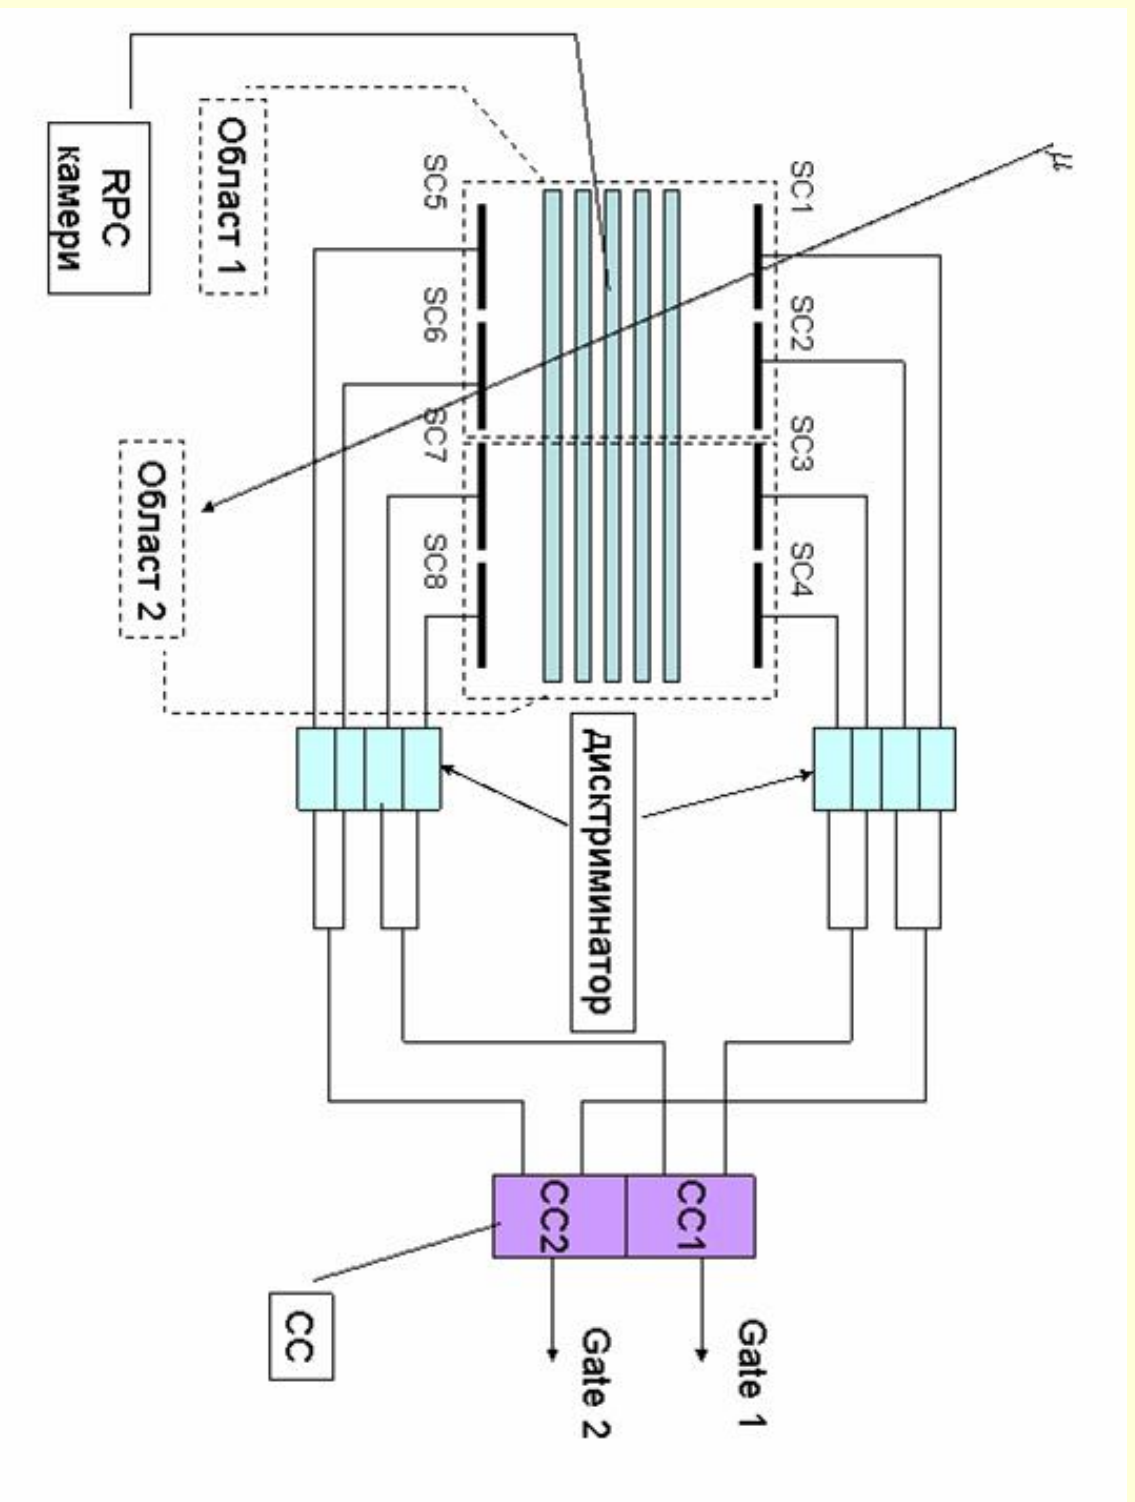 μ
SC1
SC2
SC3
SC4
SC5
SC6
SC7
SC8
RPC
камери
Област 1
Област 2
дисктриминатор
CC1
CC2
CC
Gate 1
Gate 2